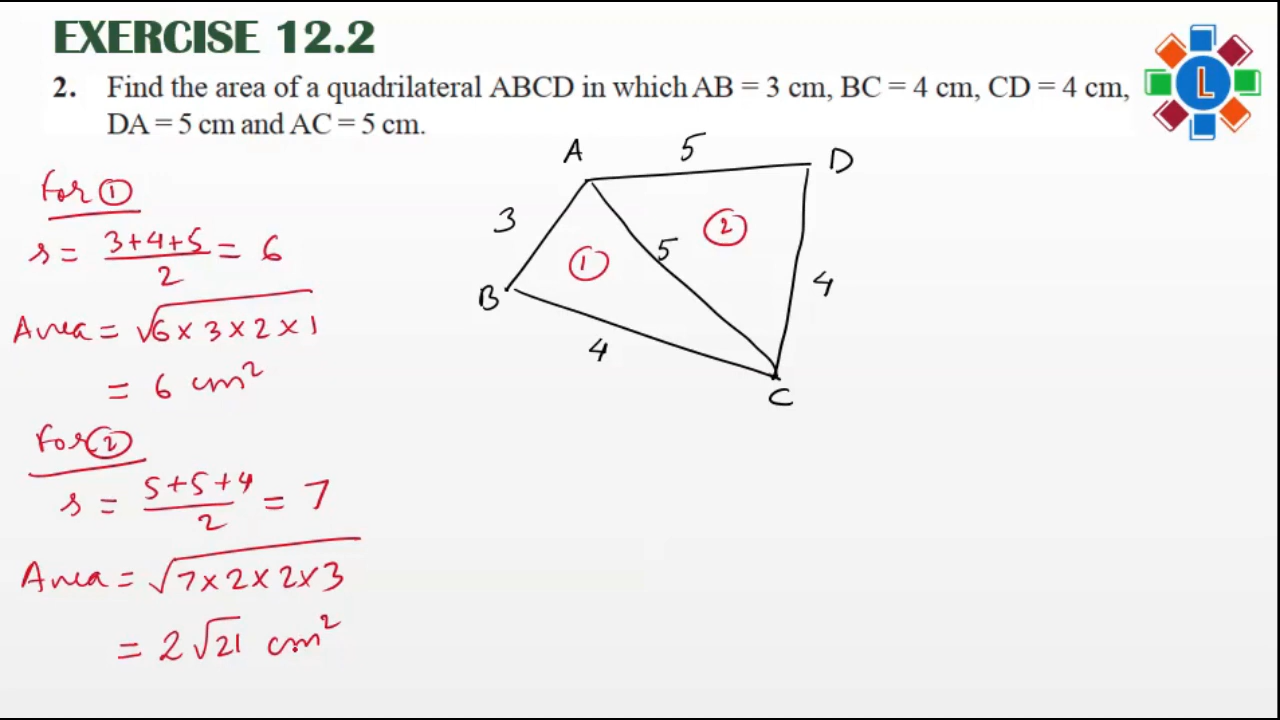 EXERCISE 12.2
2. Find the area of a quadrilateral ABCD in which AB = 3 cm, BC = 4 cm, CD = 4 cm,
DA = 5 cm and AC = 5 cm.
L
A
5
D
3
5
4
B
4
C
①
②
For ①
s = 3+4+5/2 = 6
Area = √6×3×2×1
= 6 cm²
For ②
s = 5+5+4/2 = 7
Area = √7×2×2×3
= 2√21 cm²